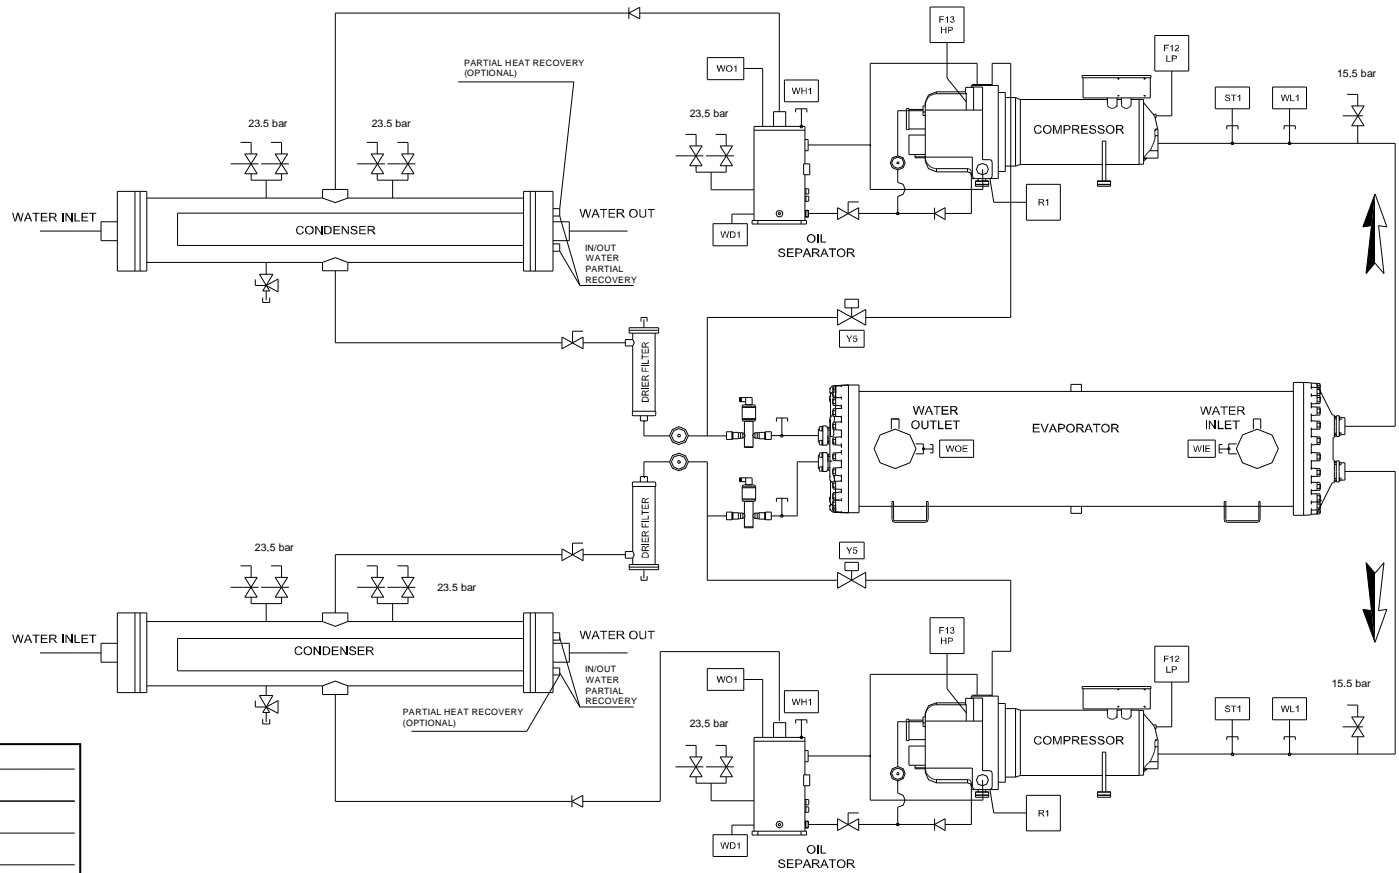 F13
HP
F12
LP
WO1
WH1
15,5 bar
ST1
WL1
PARTIAL HEAT RECOVERY
(OPTIONAL)
23.5 bar
23.5 bar
23,5 bar
COMPRESSOR
WATER INLET
CONDENSER
WATER OUT
IN/OUT
WATER
PARTIAL
RECOVERY
WD1
R1
OIL
SEPARATOR
DRIER FILTER
Y5
WATER
OUTLET
WOE
EVAPORATOR
WATER
INLET
WIE
DRIER FILTER
Y5
23,5 bar
23.5 bar
WATER INLET
CONDENSER
WATER OUT
IN/OUT
WATER
PARTIAL
RECOVERY
PARTIAL HEAT RECOVERY
(OPTIONAL)
F13
HP
F12
LP
WO1
WH1
23,5 bar
COMPRESSOR
ST1
WL1
15.5 bar
R1
WD1
OIL
SEPARATOR